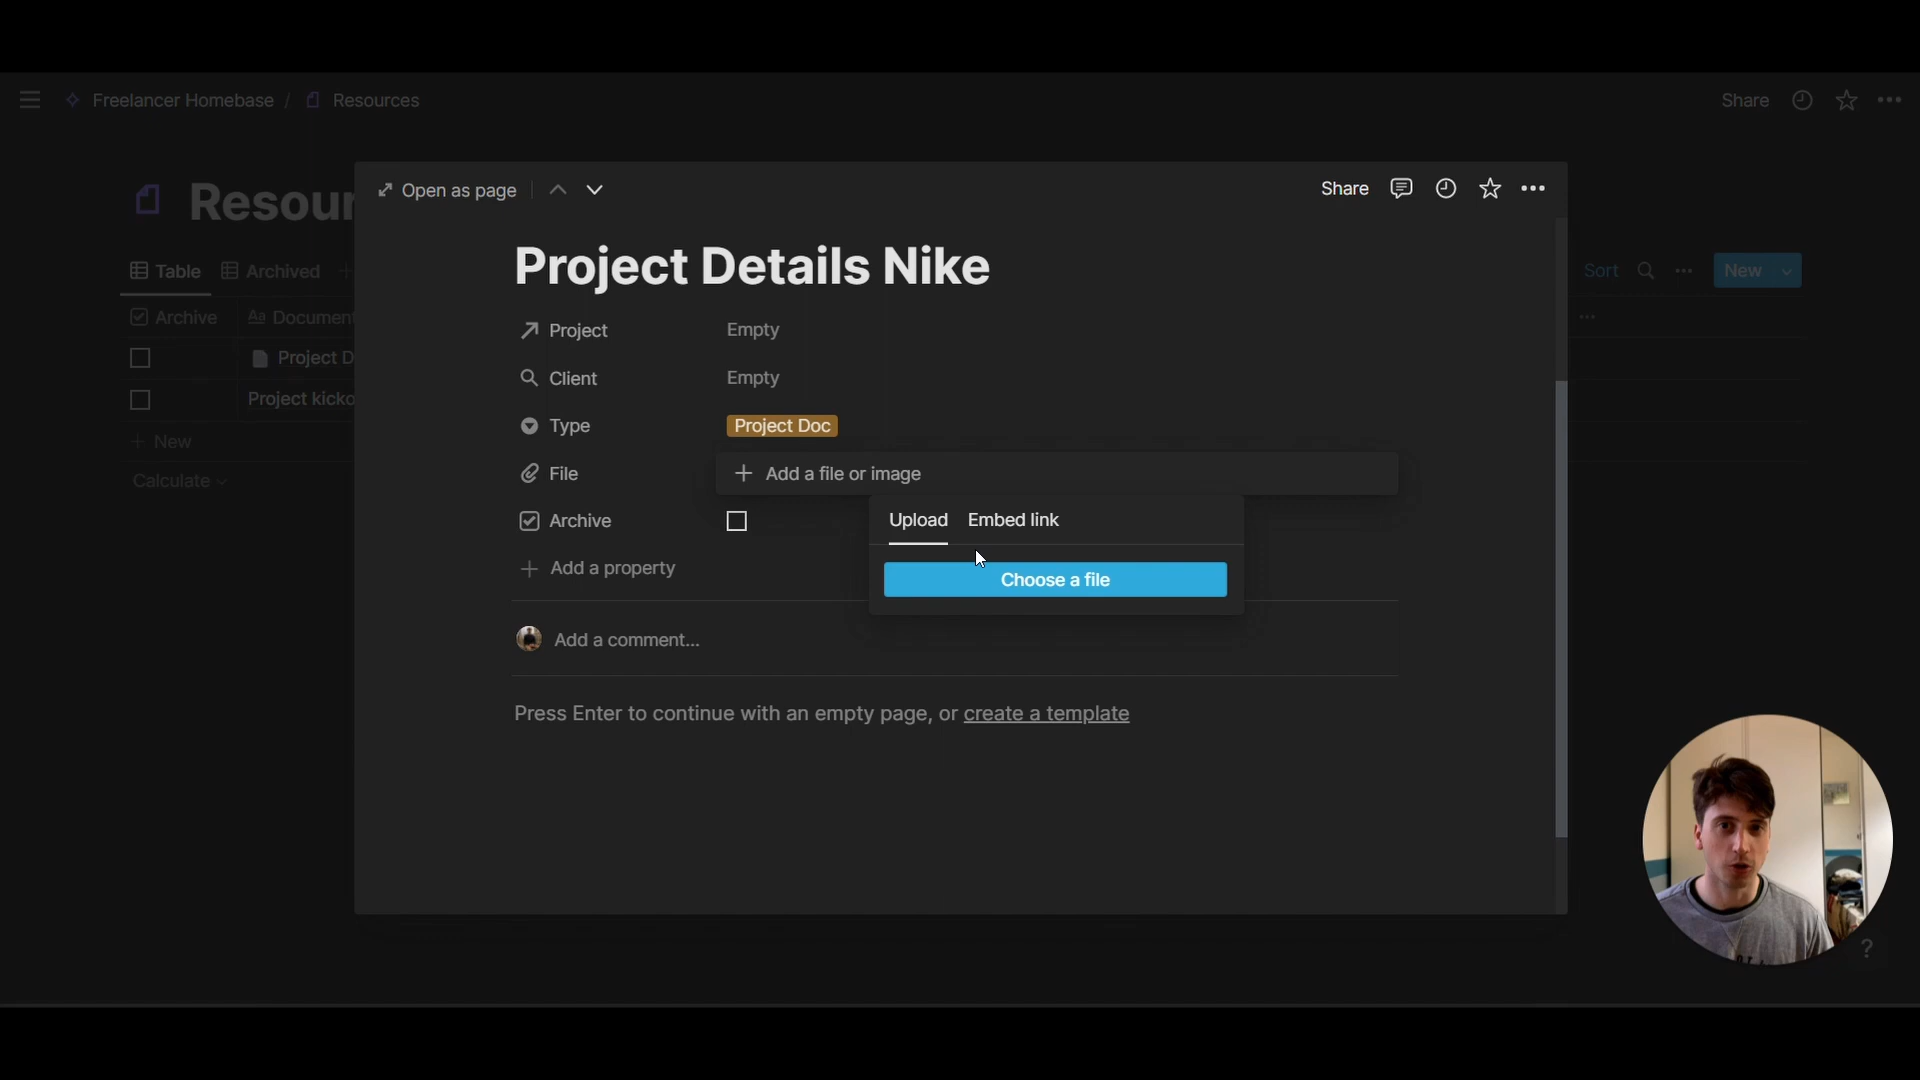 Freelancer Homebase / Resources
Share
Open as page
Share
Resour
Project Details Nike
Table
Archived
Sort
New
Archive
Aa Document
Project D
Project kicko
New
Calculate
Project
Empty
Client
Empty
Type
Project Doc
File
Add a file or image
Archive
Upload
Embed link
Add a property
Choose a file
Add a comment...
Press Enter to continue with an empty page, or create a template
?